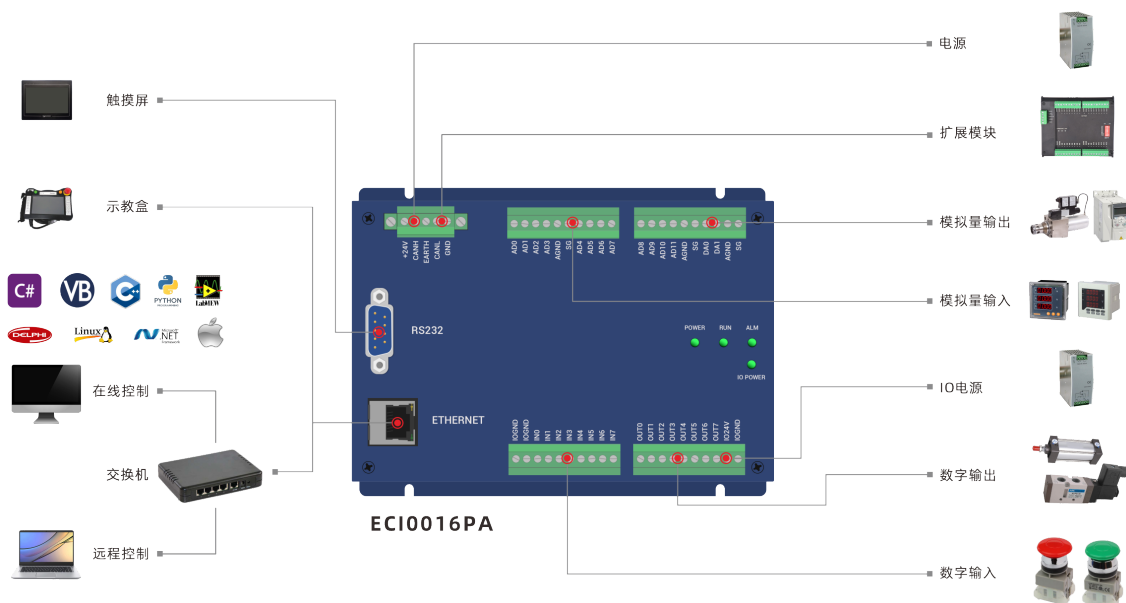 电源
触摸屏
扩展模块
示教盒
模拟量输出
+24V
CANH
EARTH
CANL
GND
AD0
AD1
AD2
AD3
AGND
SG
AD4
AD5
AD6
AD7
AD8
AD9
AD10
AD11
AGND
SG
DA0
DA1
AGND
SG
C#
VB
C++
PYTHON
LabVIEW
模拟量输入
DELPHI
Linux
Microsoft
.NET
Framework
RS232
POWER
RUN
ALM
IO POWER
在线控制
IO电源
ETHERNET
IOGND
IOGND
IN0
IN1
IN2
IN3
IN4
IN5
IN6
IN7
OUT0
OUT1
OUT2
OUT3
OUT4
OUT5
OUT6
OUT7
IO24V
IOGND
交换机
数字输出
ECI0016PA
远程控制
数字输入